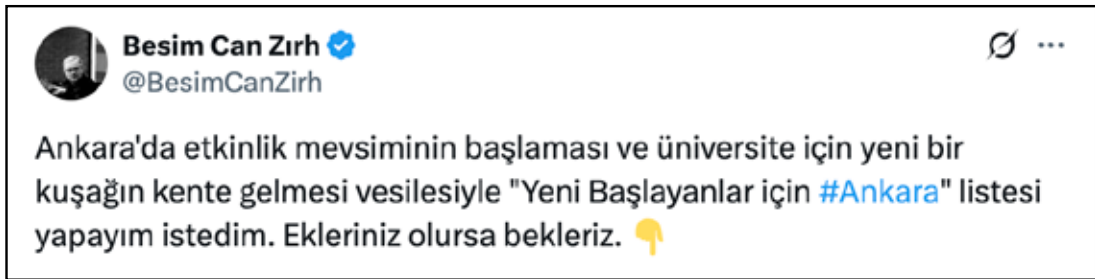 Besim Can Zırh
@BesimCanZirh
Ankara'da etkinlik mevsiminin başlaması ve üniversite için yeni bir
kuşağın kente gelmesi vesilesiyle "Yeni Başlayanlar için #Ankara" listesi
yapayım istedim. Ekleriniz olursa bekleriz. 👇